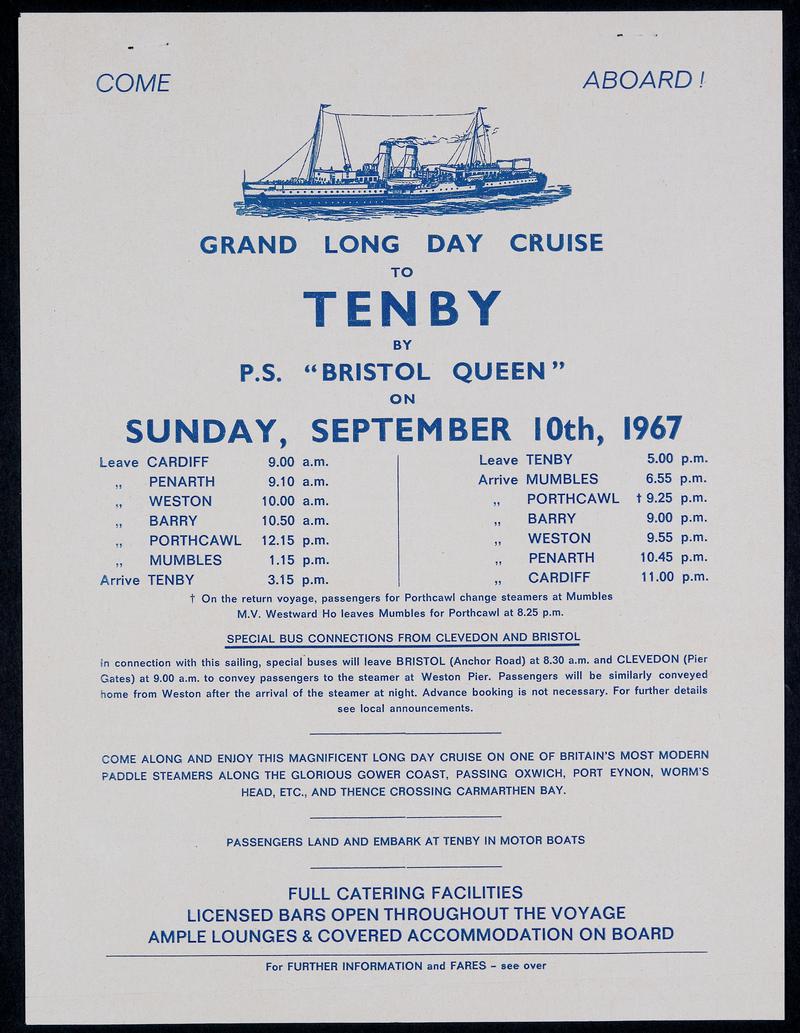 COME ABOARD !
GRAND LONG DAY CRUISE
TO
TENBY
BY
P.S. “BRISTOL QUEEN”
ON
SUNDAY, SEPTEMBER 10th, 1967
Leave CARDIFF 9.00 a.m.
„ PENARTH 9.10 a.m.
„ WESTON 10.00 a.m.
„ BARRY 10.50 a.m.
„ PORTHCAWL 12.15 p.m.
„ MUMBLES 1.15 p.m.
Arrive TENBY 3.15 p.m.
Leave TENBY 5.00 p.m.
Arrive MUMBLES 6.55 p.m.
„ PORTHCAWL † 9.25 p.m.
„ BARRY 9.00 p.m.
„ WESTON 9.55 p.m.
„ PENARTH 10.45 p.m.
„ CARDIFF 11.00 p.m.
† On the return voyage, passengers for Porthcawl change steamers at Mumbles
M.V. Westward Ho leaves Mumbles for Porthcawl at 8.25 p.m.
SPECIAL BUS CONNECTIONS FROM CLEVEDON AND BRISTOL
In connection with this sailing, special buses will leave BRISTOL (Anchor Road) at 8.30 a.m. and CLEVEDON (Pier
Gates) at 9.00 a.m. to convey passengers to the steamer at Weston Pier. Passengers will be similarly conveyed
home from Weston after the arrival of the steamer at night. Advance booking is not necessary. For further details
see local announcements.
COME ALONG AND ENJOY THIS MAGNIFICENT LONG DAY CRUISE ON ONE OF BRITAIN'S MOST MODERN
PADDLE STEAMERS ALONG THE GLORIOUS GOWER COAST, PASSING OXWICH, PORT EYNON, WORM'S
HEAD, ETC., AND THENCE CROSSING CARMARTHEN BAY.
PASSENGERS LAND AND EMBARK AT TENBY IN MOTOR BOATS
FULL CATERING FACILITIES
LICENSED BARS OPEN THROUGHOUT THE VOYAGE
AMPLE LOUNGES & COVERED ACCOMMODATION ON BOARD
For FURTHER INFORMATION and FARES – see over